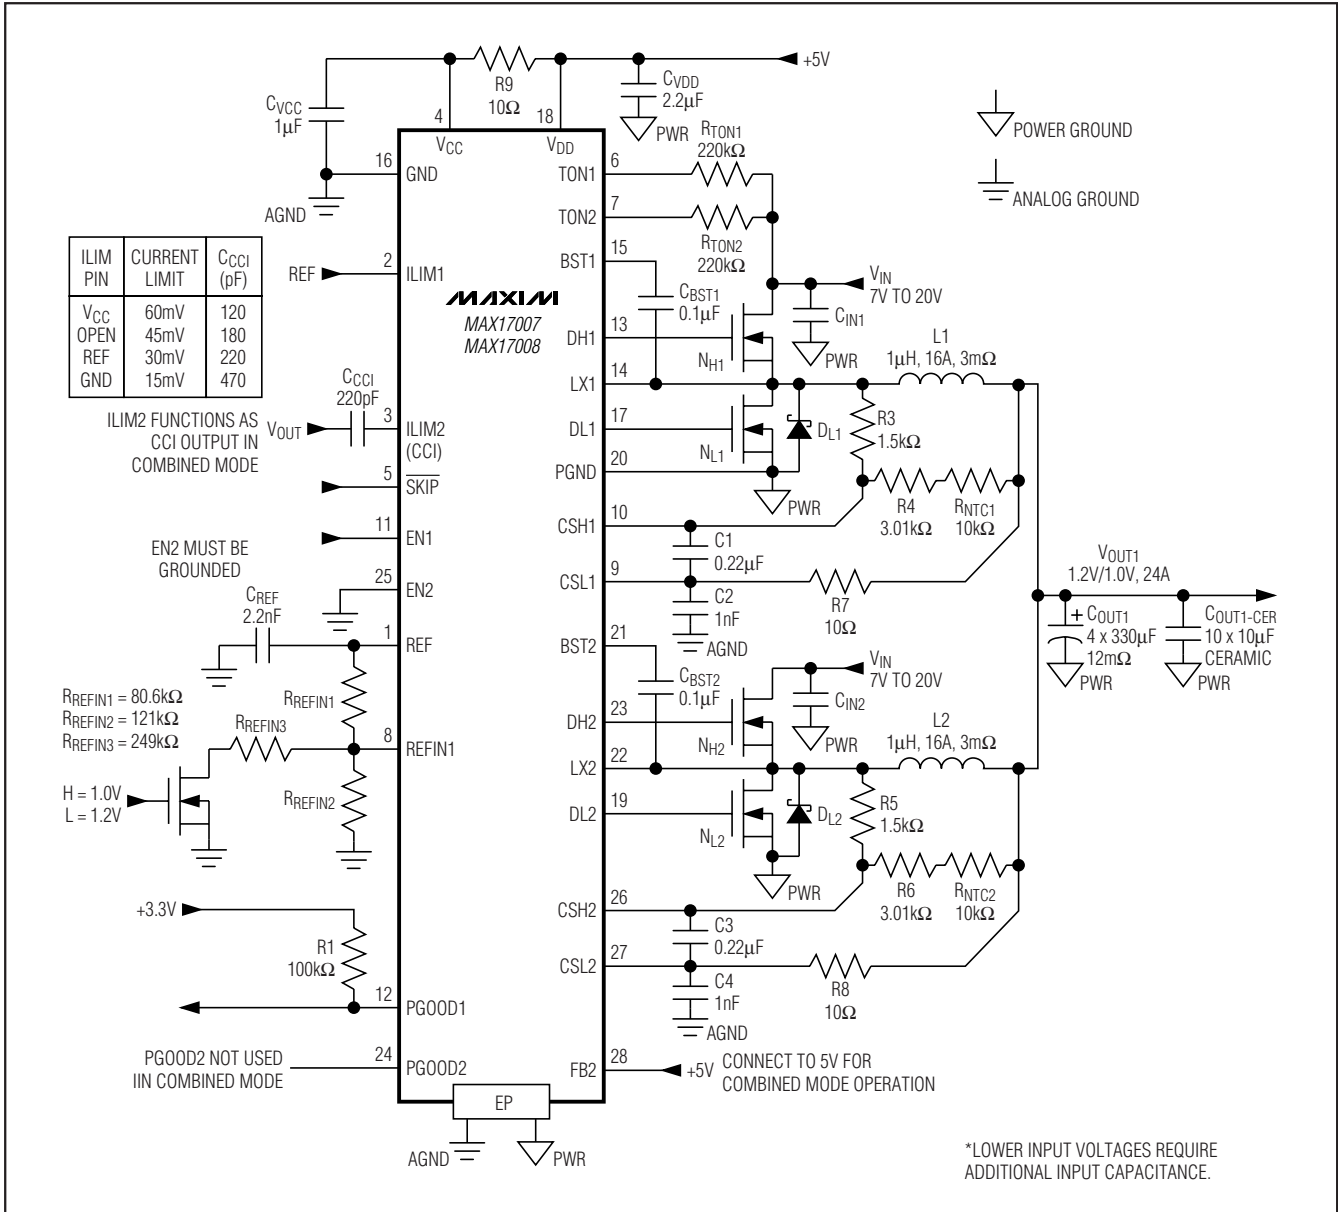 +5V
R9
10Ω
CVDD
2.2µF
PWR
CVCC
1µF
4
18
VCC
VDD
16
GND
AGND
RTON1
220kΩ
6
TON1
7
TON2
RTON2
220kΩ
POWER GROUND
ANALOG GROUND
ILIM PIN CURRENT LIMIT CCCI (pF)
VCC 60mV 120
OPEN 45mV 180
REF 30mV 220
GND 15mV 470
REF
2
ILIM1
MAXIM
MAX17007
MAX17008
15
BST1
CBST1
0.1µF
VIN
7V TO 20V
CIN1
PWR
13
DH1
NH1
L1
1µH, 16A, 3mΩ
14
LX1
CCCI
220pF
ILIM2 FUNCTIONS AS
CCI OUTPUT IN
COMBINED MODE
VOUT
3
ILIM2
(CCI)
17
DL1
NL1
DL1
R3
1.5kΩ
20
PGND
PWR
5
SKIP
R4
3.01kΩ
RNTC1
10kΩ
11
EN1
10
CSH1
C1
0.22µF
EN2 MUST BE
GROUNDED
25
EN2
9
CSL1
C2
1nF
AGND
R7
10Ω
VOUT1
1.2V/1.0V, 24A
+
COUT1
4 x 330µF
12mΩ
PWR
COUT1-CER
10 x 10µF
CERAMIC
PWR
CREF
2.2nF
1
REF
21
BST2
CBST2
0.1µF
VIN
7V TO 20V
CIN2
PWR
RREFIN1 = 80.6kΩ
RREFIN2 = 121kΩ
RREFIN3 = 249kΩ
RREFIN1
RREFIN3
8
REFIN1
23
DH2
NH2
L2
1µH, 16A, 3mΩ
22
LX2
H = 1.0V
L = 1.2V
RREFIN2
19
DL2
NL2
DL2
R5
1.5kΩ
PWR
R6
3.01kΩ
RNTC2
10kΩ
+3.3V
R1
100kΩ
26
CSH2
C3
0.22µF
27
CSL2
C4
1nF
AGND
R8
10Ω
12
PGOOD1
PGOOD2 NOT USED
IIN COMBINED MODE
24
PGOOD2
28
FB2
+5V
CONNECT TO 5V FOR
COMBINED MODE OPERATION
EP
AGND
PWR
*LOWER INPUT VOLTAGES REQUIRE
ADDITIONAL INPUT CAPACITANCE.